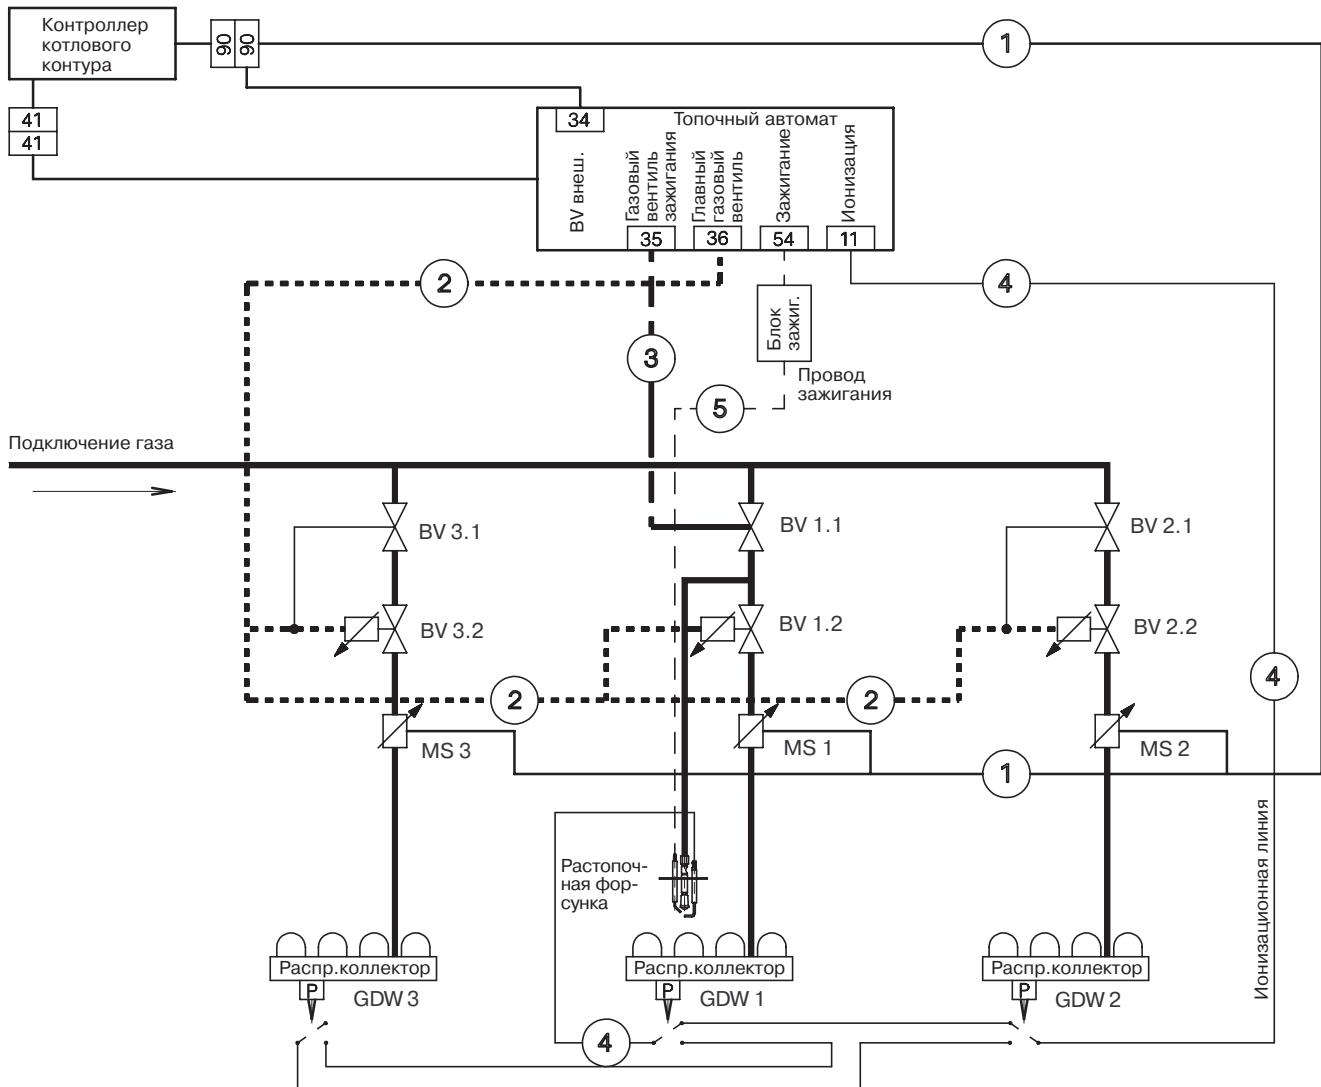 Контроллер
котлового
контура
90
90
1
41
41
34
Топочный автомат
BV внеш.
Газовый
вентиль
зажигания
Главный
газовый
вентиль
Зажигание
Ионизация
35
36
54
11
2
4
Блок
зажиг.
3
Провод
зажигания
5
Подключение газа
BV 3.1
BV 1.1
BV 2.1
BV 3.2
BV 1.2
BV 2.2
4
2
2
MS 3
MS 1
MS 2
1
Ионизационная линия
Растопоч-
ная фор-
сунка
Распр.коллектор
Распр.коллектор
Распр.коллектор
P
GDW 3
P
GDW 1
P
GDW 2
4